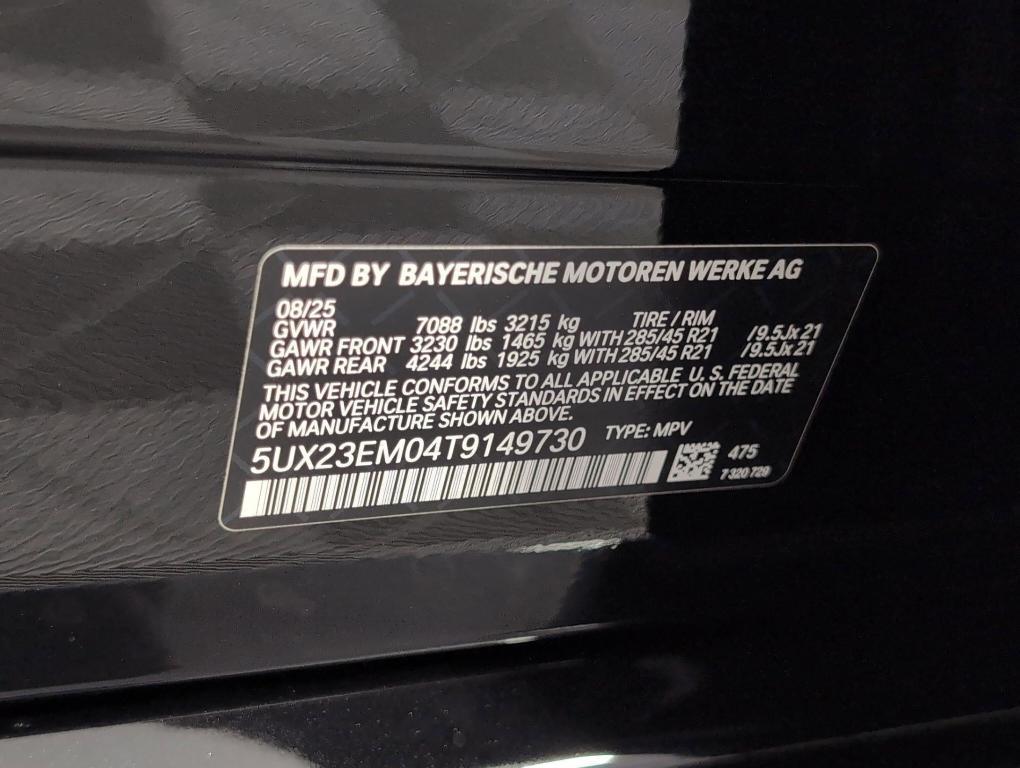 MFD BY BAYERISCHE MOTOREN WERKE AG
08/25
GVWR 7088 lbs 3215 kg TIRE / RIM
GAWR FRONT 3230 lbs 1465 kg WITH 285/45 R21 /9.5Jx21
GAWR REAR 4244 lbs 1925 kg WITH 285/45 R21 /9.5Jx21
THIS VEHICLE CONFORMS TO ALL APPLICABLE U.S. FEDERAL
MOTOR VEHICLE SAFETY STANDARDS IN EFFECT ON THE DATE
OF MANUFACTURE SHOWN ABOVE.
5UX23EM04T9149730 TYPE: MPV
475
7 320 729